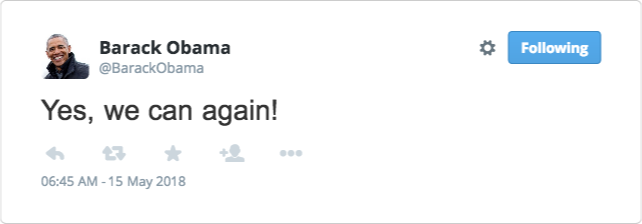 Barack Obama
Following
@BarackObama
Yes, we can again!
06:45 AM - 15 May 2018